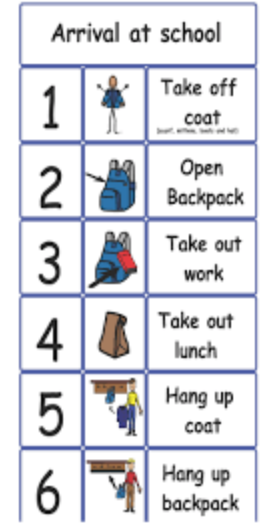 Arrival at school
1
Take off
coat
(scarf, mittens, boots and hat)
2
Open
Backpack
3
Take out
work
4
Take out
lunch
5
Hang up
coat
6
Hang up
backpack